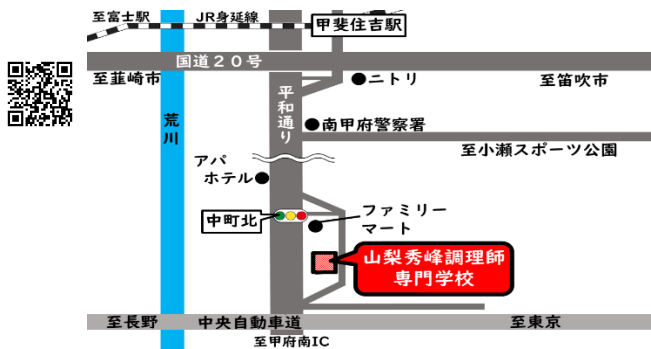 至富士駅
JR身延線
甲斐住吉駅
国道20号
至韮崎市
ニトリ
至笛吹市
平和通り
荒川
南甲府警察署
至小瀬スポーツ公園
アパ
ホテル
ファミリー
マート
中町北
山梨秀峰調理師
専門学校
至長野
中央自動車道
至東京
至甲府南IC